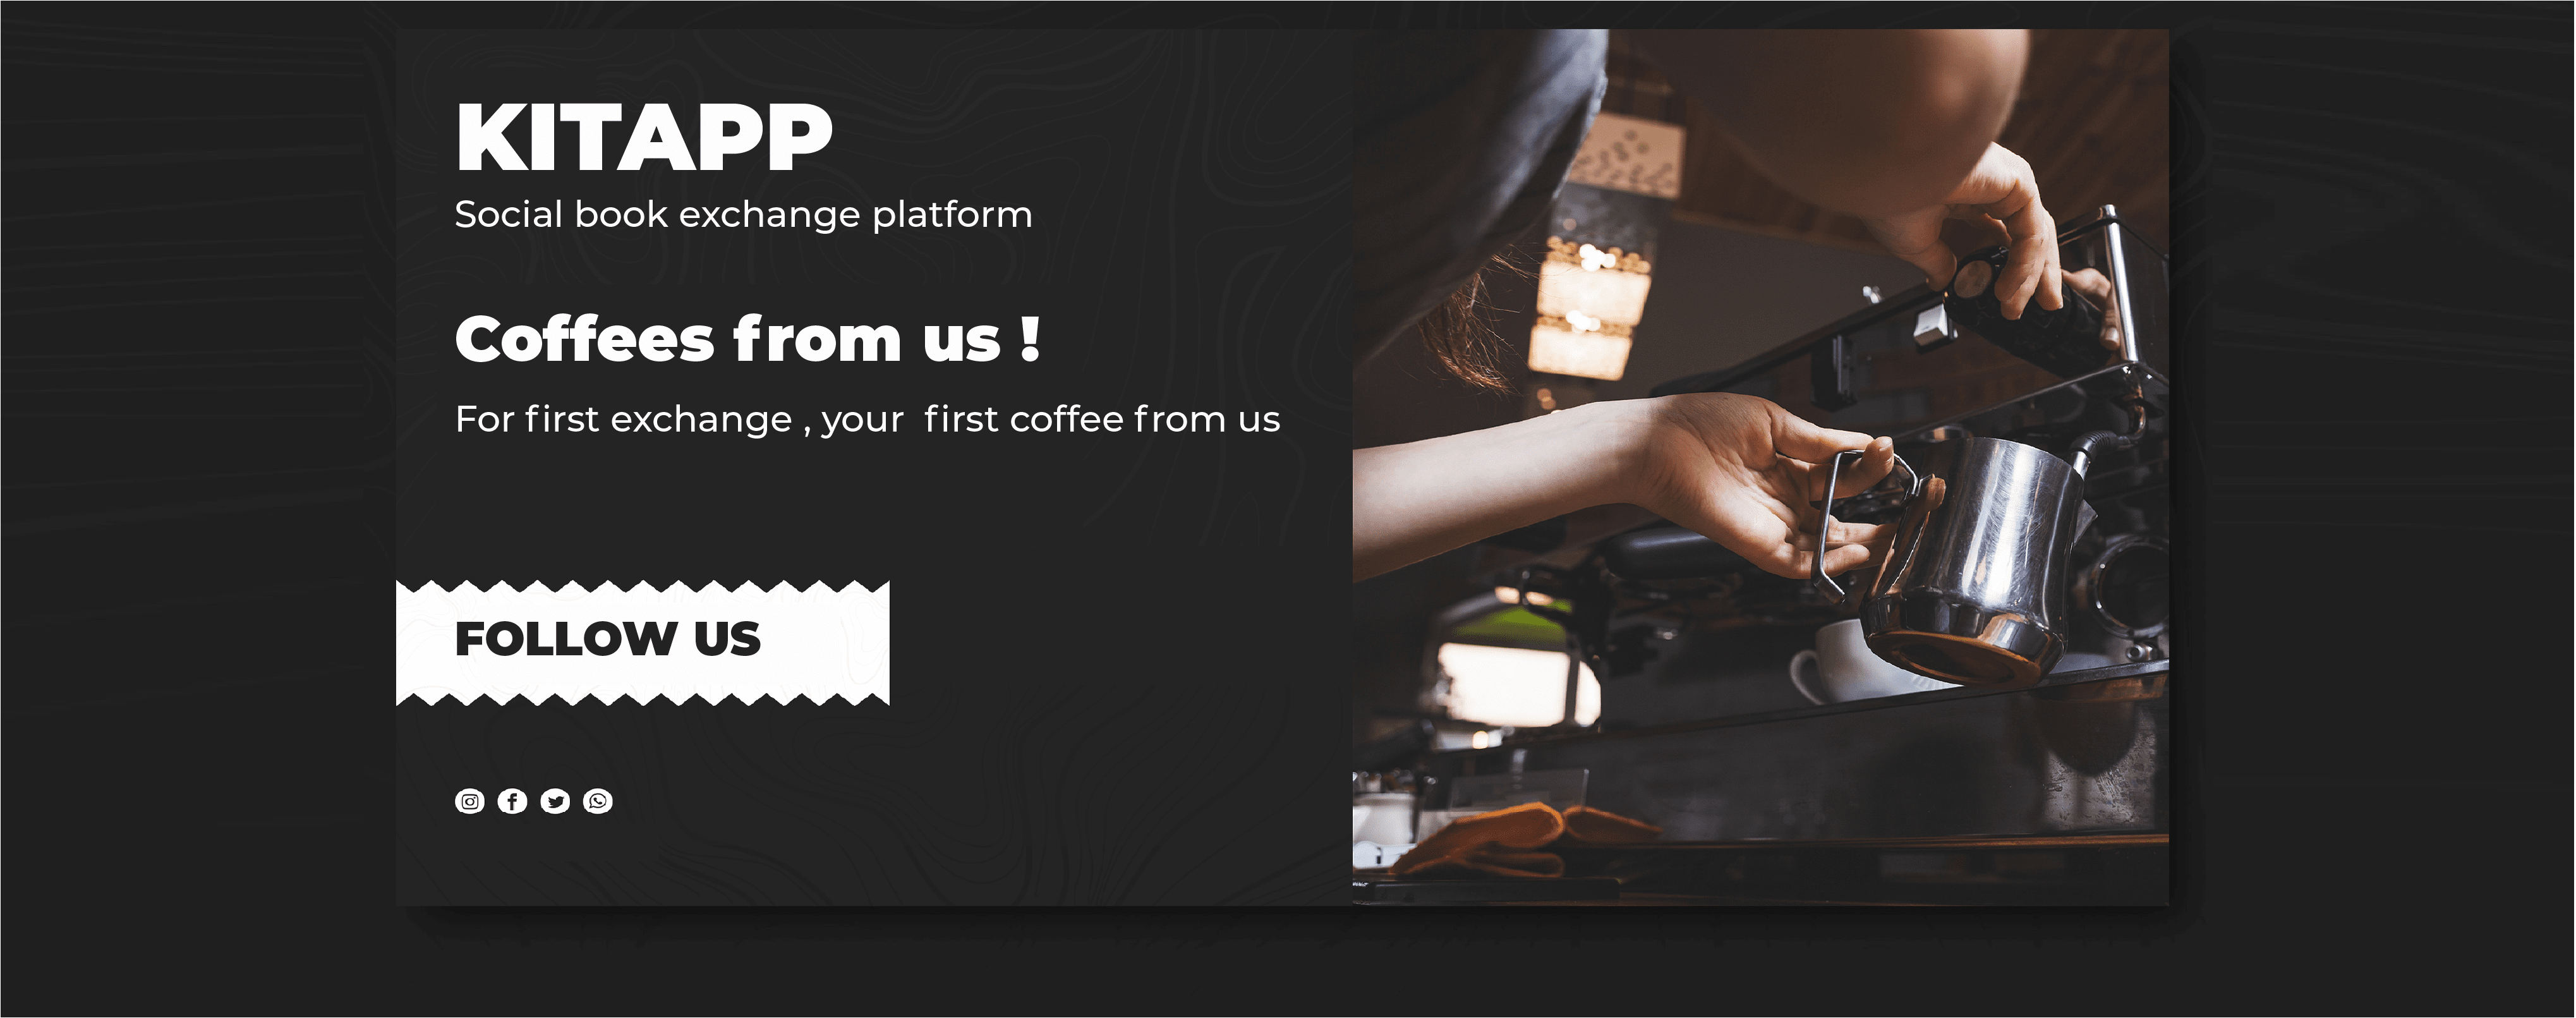 KITAPP
Social book exchange platform
Coffees from us !
For first exchange , your first coffee from us
FOLLOW US